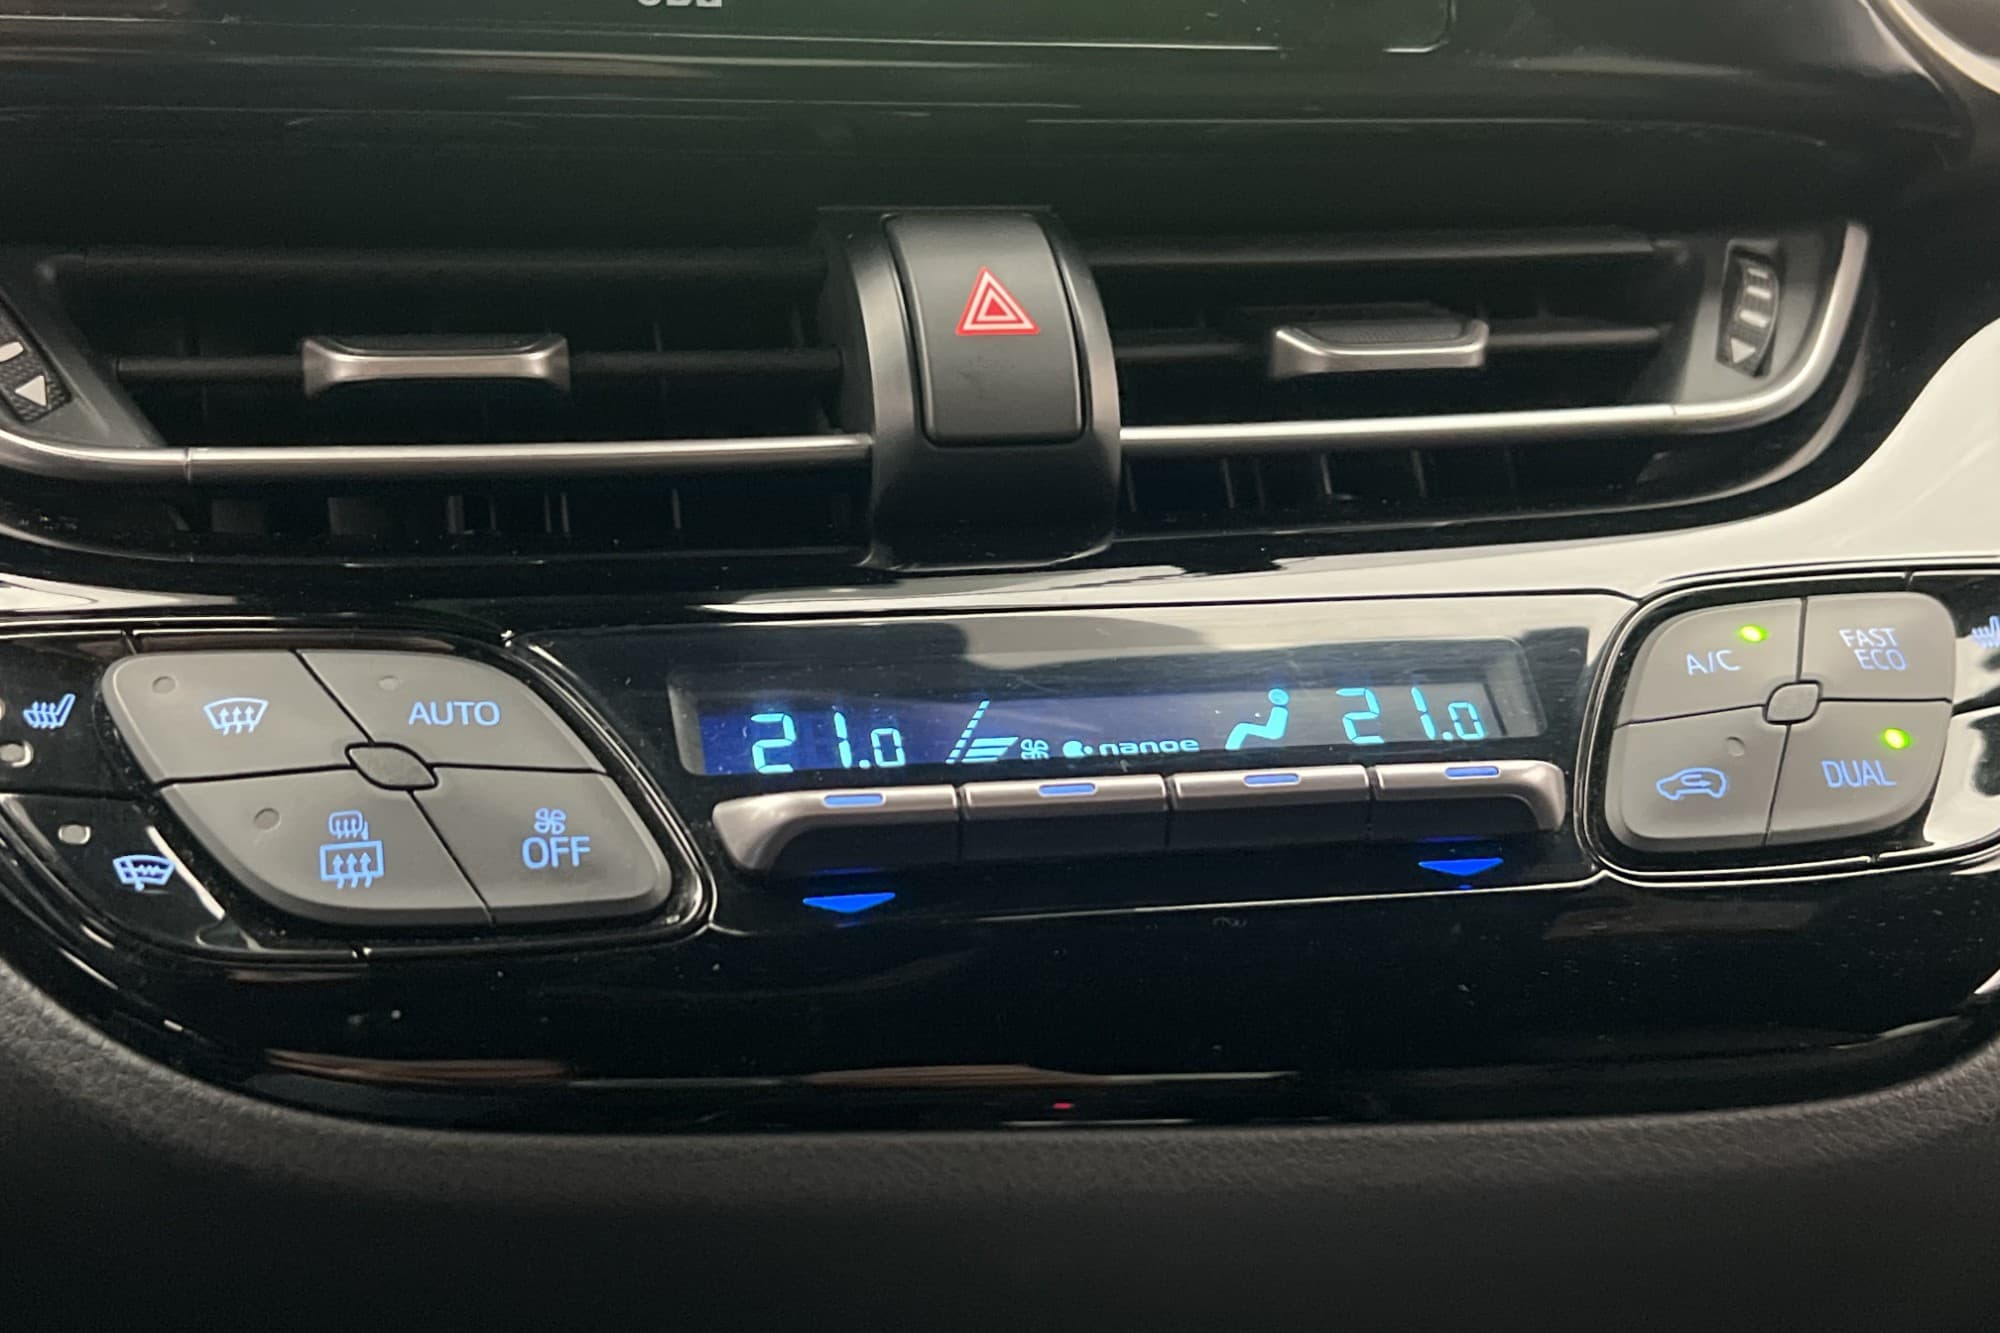 AUTO
OFF
21.0
nanoe
21.0
A/C
FAST
ECO
DUAL